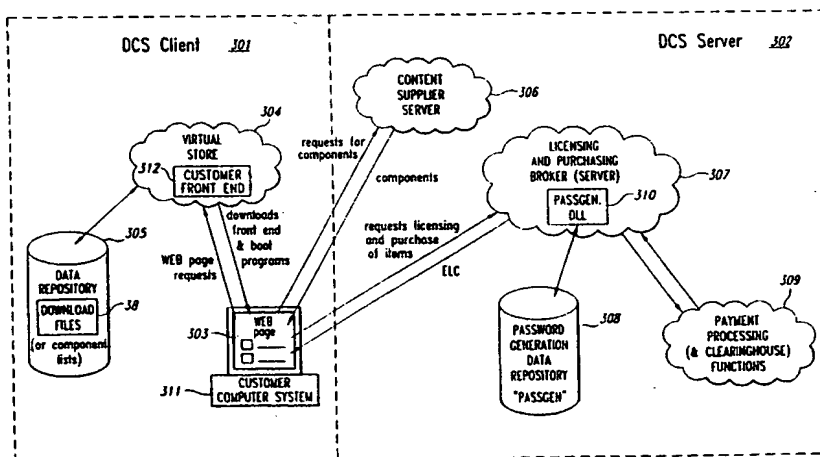 DCS Client 301
DCS Server 302
304
VIRTUAL
STORE
312
CUSTOMER
FRONT END
CONTENT
SUPPLIER
SERVER
306
requests for
components
components
LICENSING
AND PURCHASING
BROKER (SERVER)
307
PASSGEN.
DLL
310
305
DATA
REPOSITORY
DOWNLOAD
FILES
38
(or component
lists)
downloads
front end
& boot
programs
WEB page
requests
requests licensing
and purchase
of items
ELC
303
WEB
page
311
CUSTOMER
COMPUTER SYSTEM
PASSWORD
GENERATION
DATA
REPOSITORY
"PASSGEN"
308
309
PAYMENT
PROCESSING
(& CLEARINGHOUSE)
FUNCTIONS